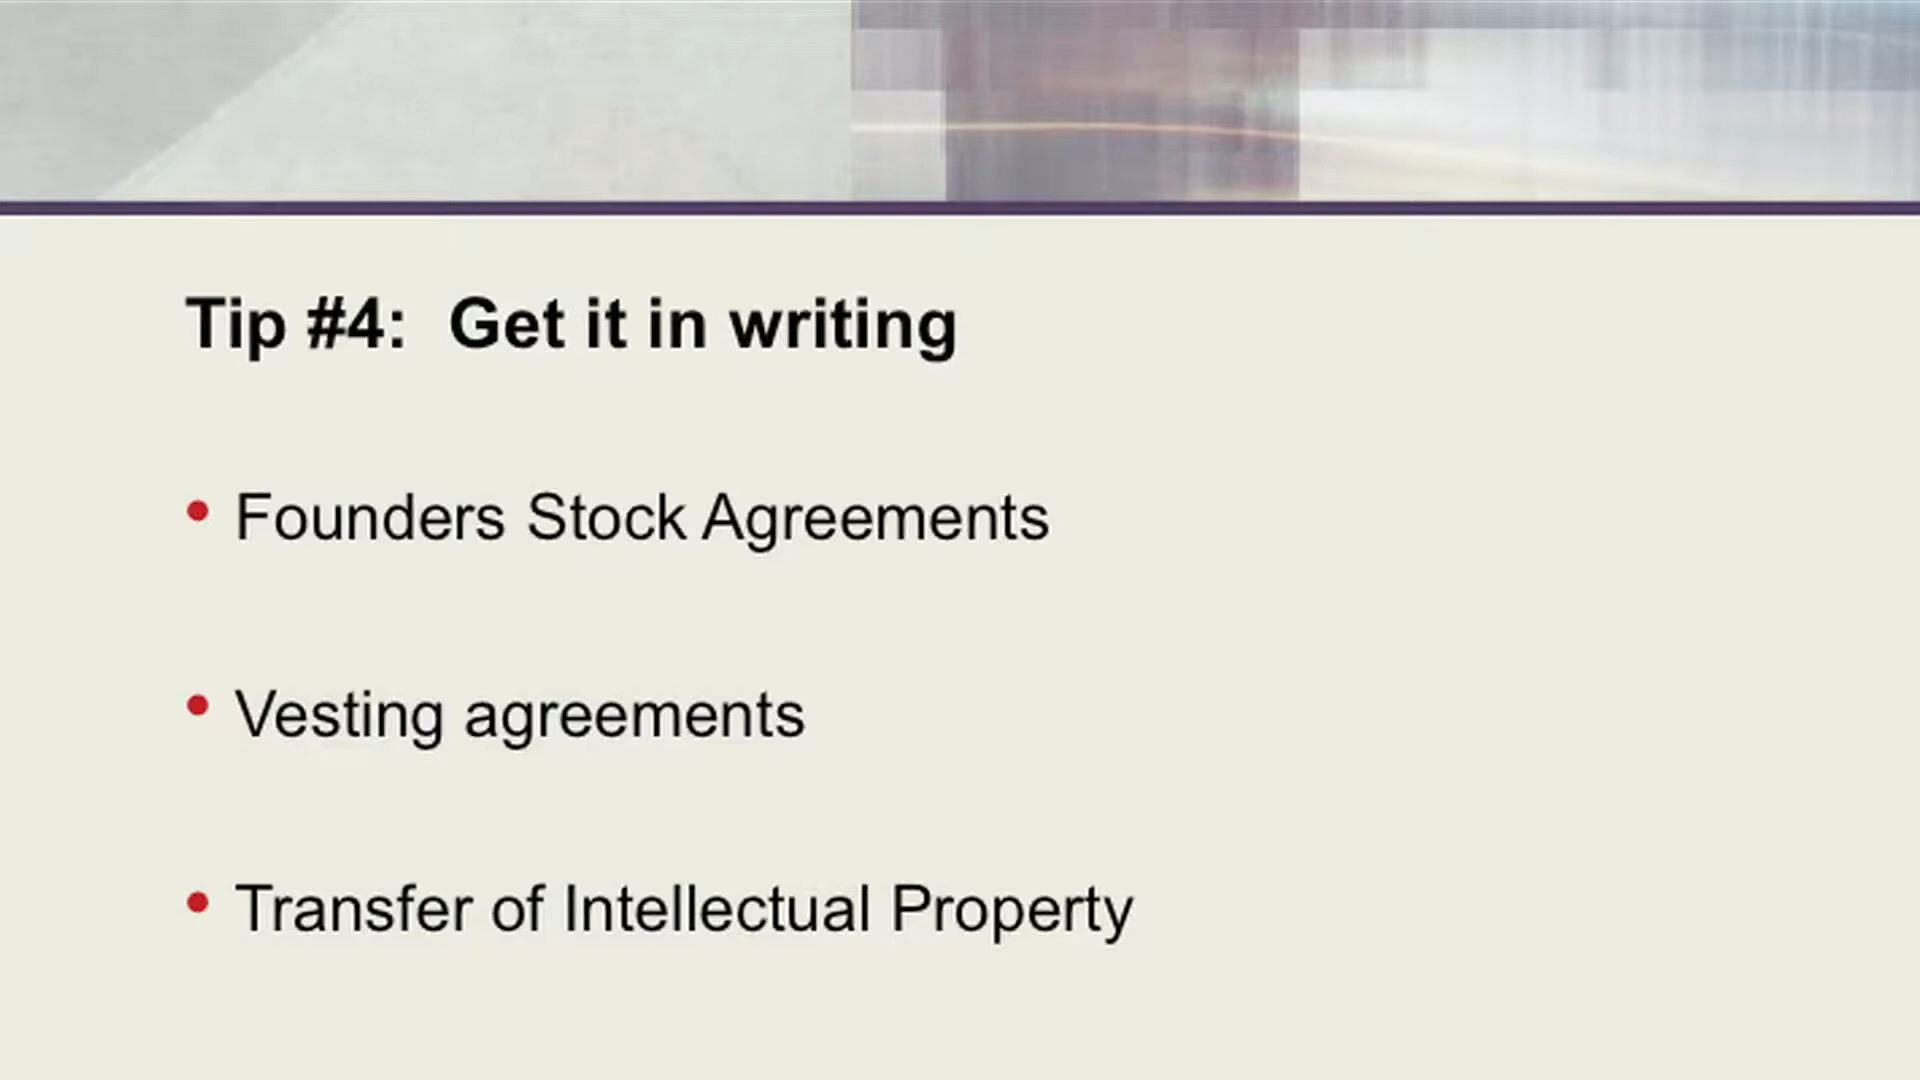 Tip #4:  Get it in writing
• Founders Stock Agreements
• Vesting agreements
• Transfer of Intellectual Property